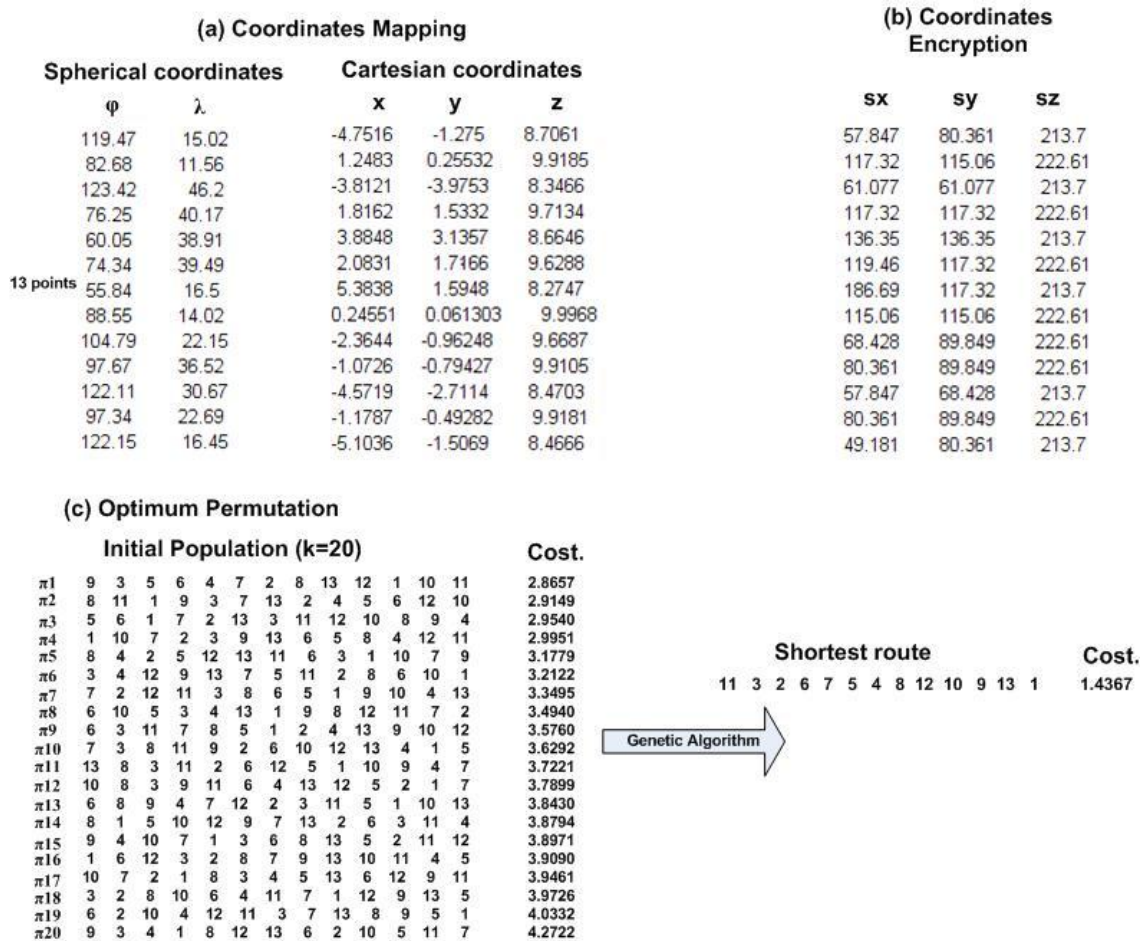 (a) Coordinates Mapping
(b) Coordinates
Encryption
Spherical coordinates Cartesian coordinates
φ λ x y z sx sy sz
119.47 15.02 -4.7516 -1.275 8.7061 57.847 80.361 213.7
82.68 11.56 1.2483 0.25532 9.9185 117.32 115.06 222.61
123.42 46.2 -3.8121 -3.9753 8.3466 61.077 61.077 213.7
76.25 40.17 1.8162 1.5332 9.7134 117.32 117.32 222.61
60.05 38.91 3.8848 3.1357 8.6646 136.35 136.35 213.7
74.34 39.49 2.0831 1.7166 9.6288 119.46 117.32 222.61
13 points 55.84 16.5 5.3838 1.5948 8.2747 186.69 117.32 213.7
88.55 14.02 0.24551 0.061303 9.9968 115.06 115.06 222.61
104.79 22.15 -2.3644 -0.96248 9.6687 68.428 89.849 222.61
97.67 36.52 -1.0726 -0.79427 9.9105 80.361 89.849 222.61
122.11 30.67 -4.5719 -2.7114 8.4703 57.847 68.428 213.7
97.34 22.69 -1.1787 -0.49282 9.9181 80.361 89.849 222.61
122.15 16.45 -5.1036 -1.5069 8.4666 49.181 80.361 213.7
(c) Optimum Permutation
Initial Population (k=20) Cost.
π1 9 3 5 6 4 7 2 8 13 12 1 10 11 2.8657
π2 8 11 1 9 3 7 13 2 4 5 6 12 10 2.9149
π3 5 6 1 7 2 13 3 11 12 10 8 9 4 2.9540
π4 1 10 7 2 3 9 13 6 5 8 4 12 11 2.9951
π5 8 4 2 5 12 13 11 6 3 1 10 7 9 3.1779
π6 3 4 12 9 13 7 5 11 2 8 6 10 1 3.2122
π7 7 2 12 11 3 8 6 5 1 9 10 4 13 3.3495
π8 6 10 5 3 4 13 1 9 8 12 11 7 2 3.4940
π9 6 3 11 7 8 5 1 2 4 13 9 10 12 3.5760
π10 7 3 8 11 9 2 6 10 12 13 4 1 5 3.6292
π11 13 8 3 11 2 6 12 5 1 10 9 4 7 3.7221
π12 10 8 3 9 11 6 4 13 12 5 2 1 7 3.7899
π13 6 8 9 4 7 12 2 3 11 5 1 10 13 3.8430
π14 8 1 5 10 12 9 7 13 2 6 3 11 4 3.8794
π15 9 4 10 7 1 3 6 8 13 5 2 11 12 3.8971
π16 1 6 12 3 2 8 7 9 13 10 11 4 5 3.9090
π17 10 7 2 1 8 3 4 5 13 6 12 9 11 3.9461
π18 3 2 8 10 6 4 11 7 1 12 9 13 5 3.9726
π19 6 2 10 4 12 11 3 7 13 8 9 5 1 4.0332
π20 9 3 4 1 8 12 13 6 2 10 5 11 7 4.2722
Genetic Algorithm
Shortest route Cost.
11 3 2 6 7 5 4 8 12 10 9 13 1 1.4367